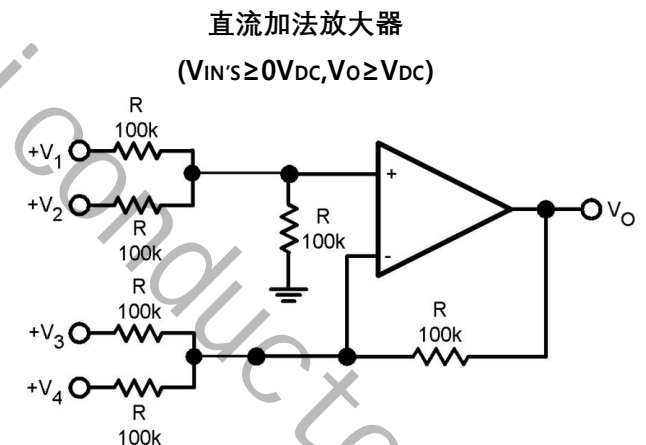 直流加法放大器
(VIN'S≥0VDC,VO≥VDC)
R
100k
+V1
+V2
R
100k
R
100k
+
-
VO
R
100k
+V3
R
100k
+V4
R
100k
iconducto